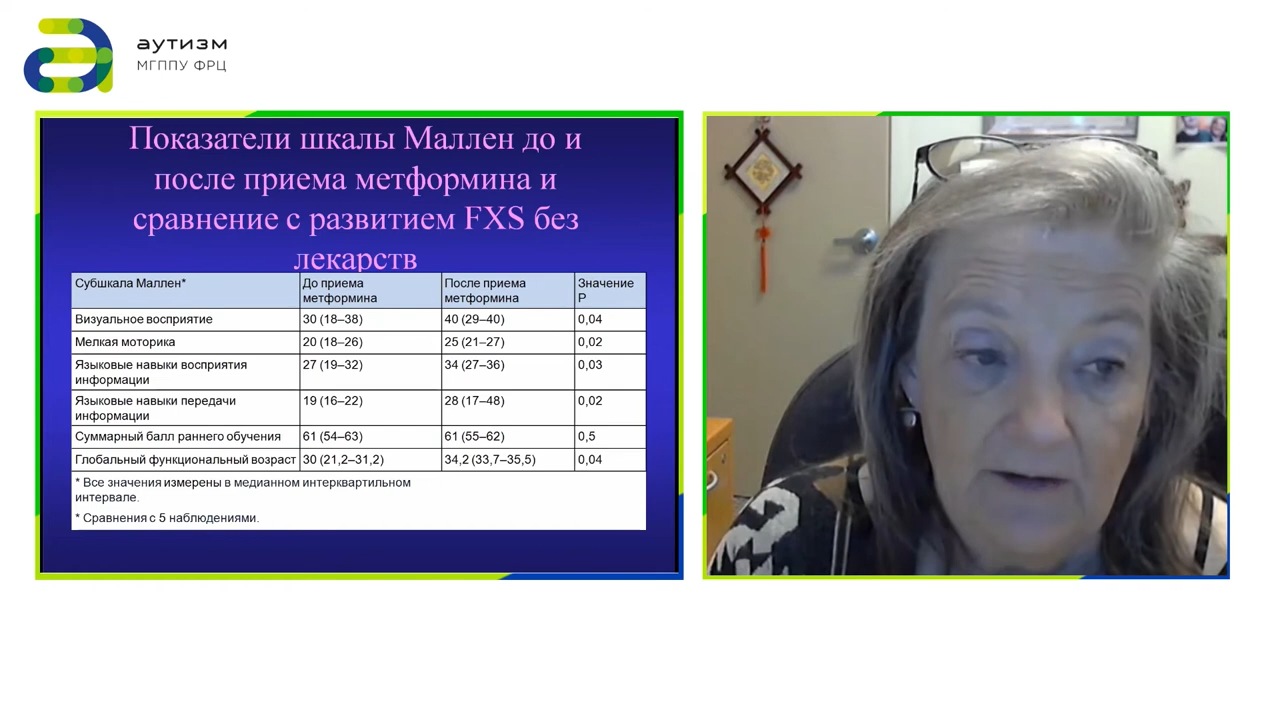 аутизм
МГППУ ФРЦ
Показатели шкалы Маллен до и
после приема метформина и
сравнение с развитием FXS без
лекарств
Субшкала Маллен* До приема метформина После приема метформина Значение P
Визуальное восприятие 30 (18–38) 40 (29–40) 0,04
Мелкая моторика 20 (18–26) 25 (21–27) 0,02
Языковые навыки восприятия информации 27 (19–32) 34 (27–36) 0,03
Языковые навыки передачи информации 19 (16–22) 28 (17–48) 0,02
Суммарный балл раннего обучения 61 (54–63) 61 (55–62) 0,5
Глобальный функциональный возраст 30 (21,2–31,2) 34,2 (33,7–35,5) 0,04
* Все значения измерены в медианном интерквартильном
интервале.
* Сравнения с 5 наблюдениями.